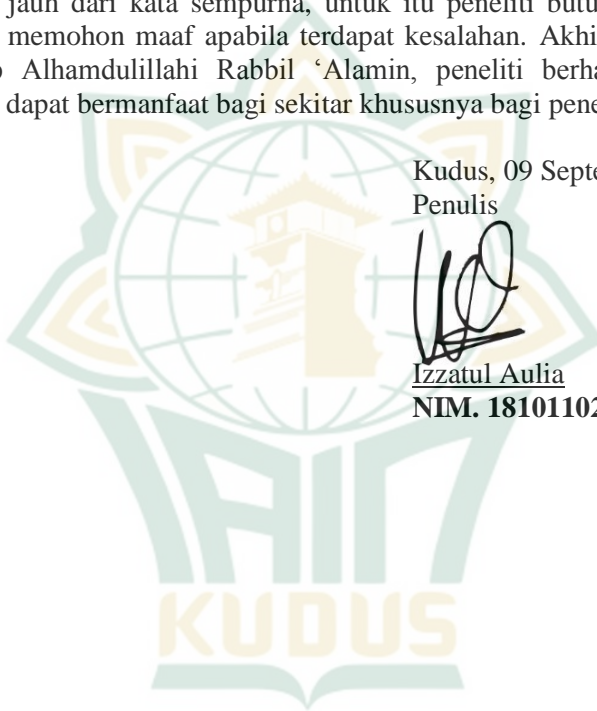 jauh dari kata sempurna, untuk itu peneliti butu
memohon maaf apabila terdapat kesalahan. Akhi
Alhamdulillahi Rabbil ‘Alamin, peneliti berha
dapat bermanfaat bagi sekitar khususnya bagi pene
Kudus, 09 Septe
Penulis
Izzatul Aulia
NIM. 18101102
IAIN
KUDUS